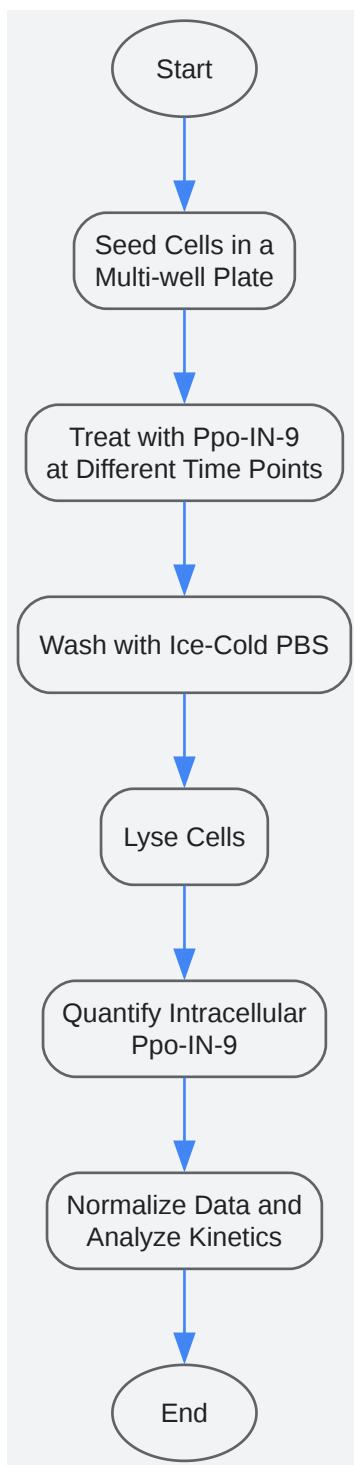 Start
Seed Cells in a
Multi-well Plate
Treat with Ppo-IN-9
at Different Time Points
Wash with Ice-Cold PBS
Lyse Cells
Quantify Intracellular
Ppo-IN-9
Normalize Data and
Analyze Kinetics
End